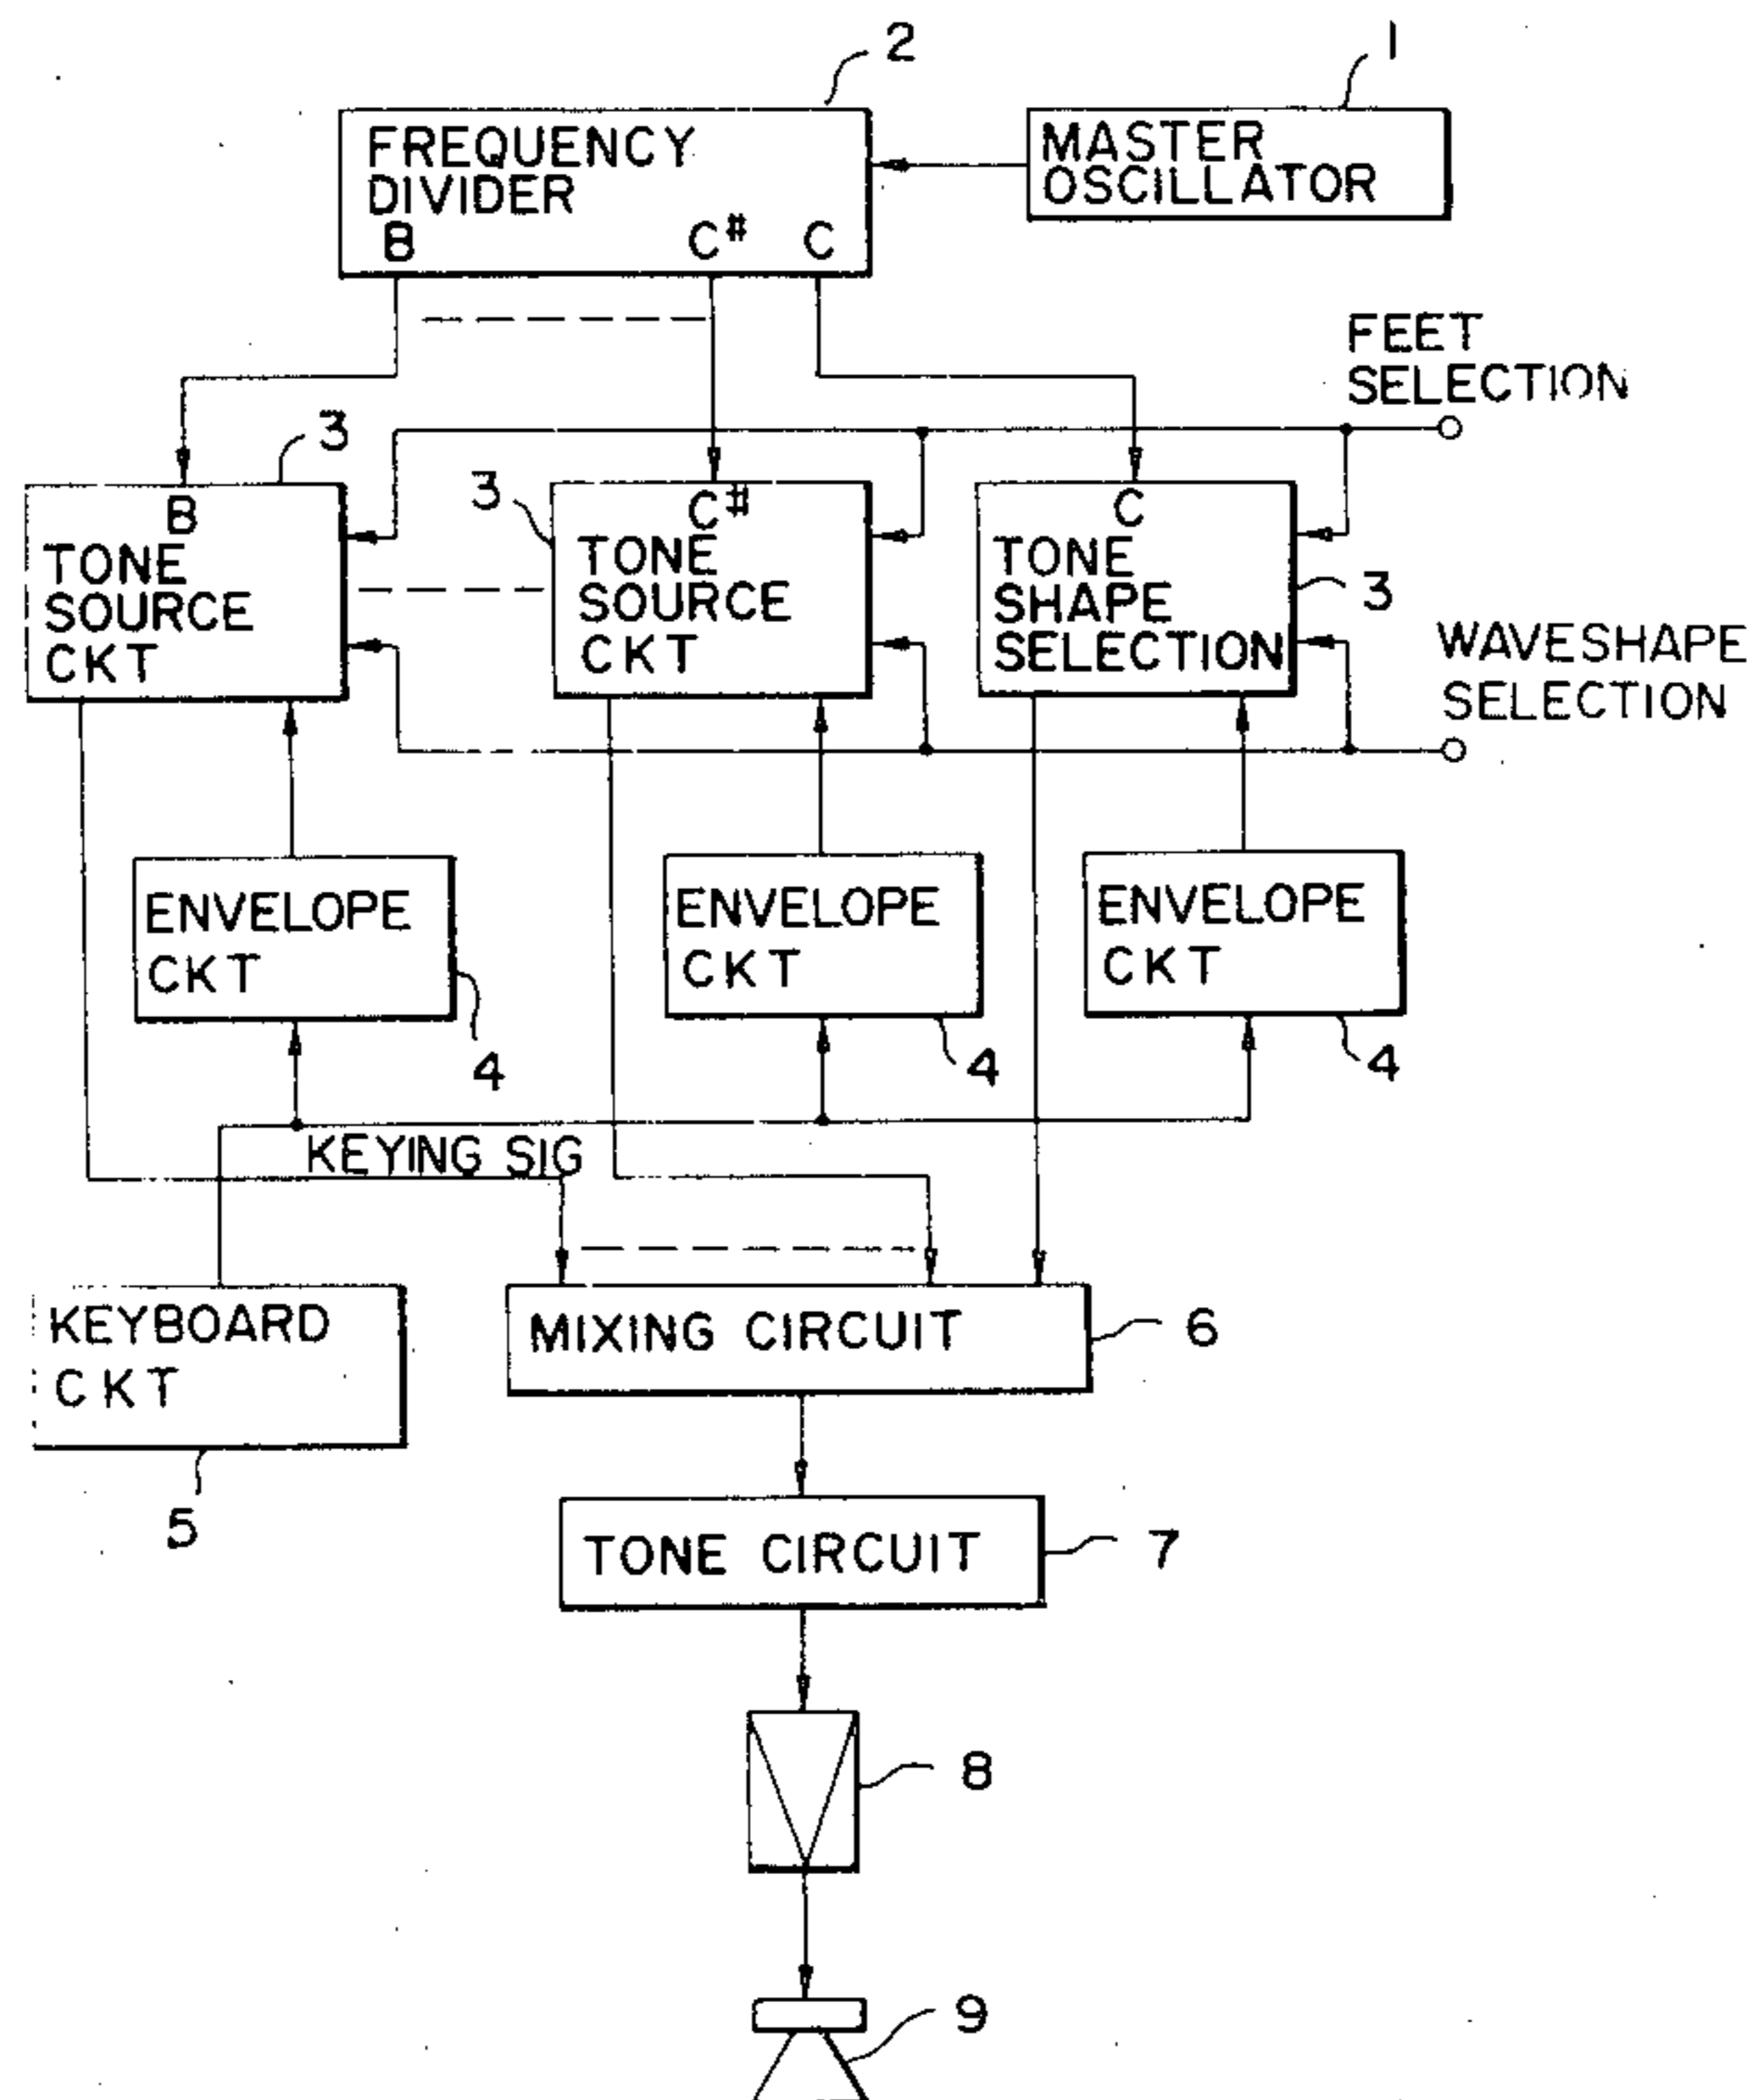 2
1
FREQUENCY
DIVIDER
B C# C
MASTER
OSCILLATOR
FEET
SELECTION
3
B
TONE
SOURCE
CKT
3
C#
TONE
SOURCE
CKT
C
TONE
SHAPE
SELECTION
3
WAVESHAPE
SELECTION
ENVELOPE
CKT
4
ENVELOPE
CKT
4
ENVELOPE
CKT
4
KEYING SIG
KEYBOARD
CKT
5
MIXING CIRCUIT
6
TONE CIRCUIT
7
8
9